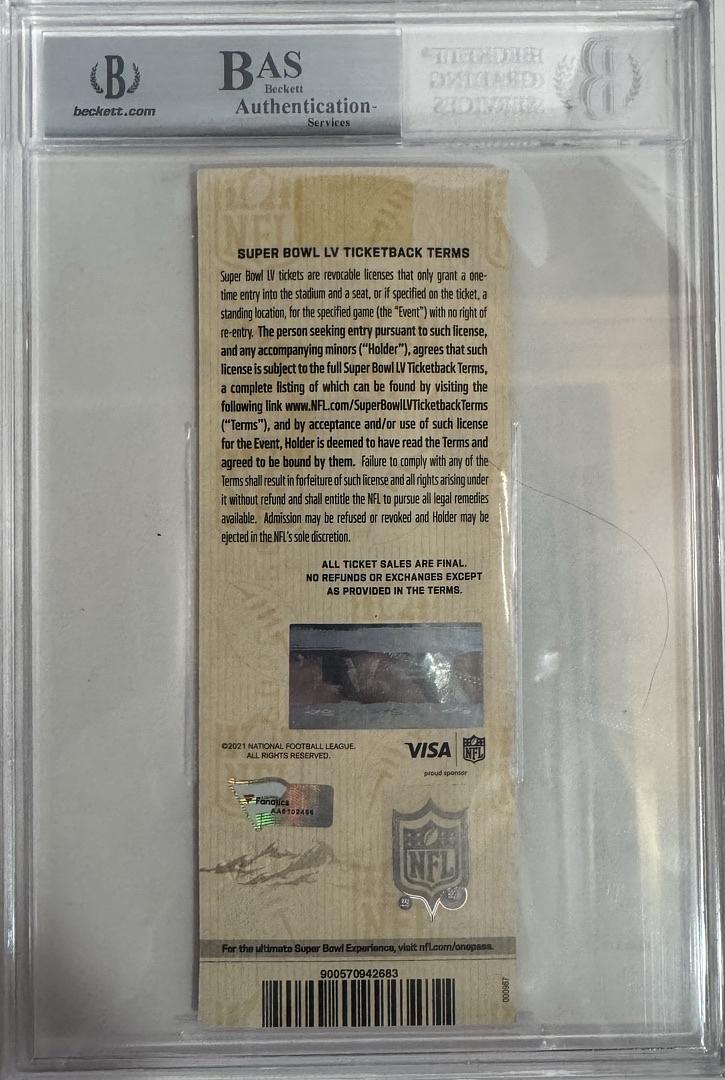 B
beckett.com
BAS
Beckett
Authentication
Services
BECKETT
GRADING
SERVICES
B
NFL
SUPER BOWL LV TICKETBACK TERMS
Super Bowl LV tickets are revocable licenses that only grant a one-
time entry into the stadium and a seat, or if specified on the ticket, a
standing location, for the specified game (the “Event”) with no right of
re-entry. The person seeking entry pursuant to such license,
and any accompanying minors (“Holder”), agrees that such
license is subject to the full Super Bowl LV Ticketback Terms,
a complete listing of which can be found by visiting the
following link www.NFL.com/SuperBowlLVTicketbackTerms
(“Terms”), and by acceptance and/or use of such license
for the Event, Holder is deemed to have read the Terms and
agreed to be bound by them. Failure to comply with any of the
Terms shall result in forfeiture of such license and all rights arising under
it without refund and shall entitle the NFL to pursue all legal remedies
available. Admission may be refused or revoked and Holder may be
ejected in the NFL’s sole discretion.
ALL TICKET SALES ARE FINAL.
NO REFUNDS OR EXCHANGES EXCEPT
AS PROVIDED IN THE TERMS.
©2021 NATIONAL FOOTBALL LEAGUE.
ALL RIGHTS RESERVED.
VISA NFL
proud sponsor
Fanatics
AA0102466
NFL
LV
For the ultimate Super Bowl Experience, visit nfl.com/onepass.
900570942683
000987